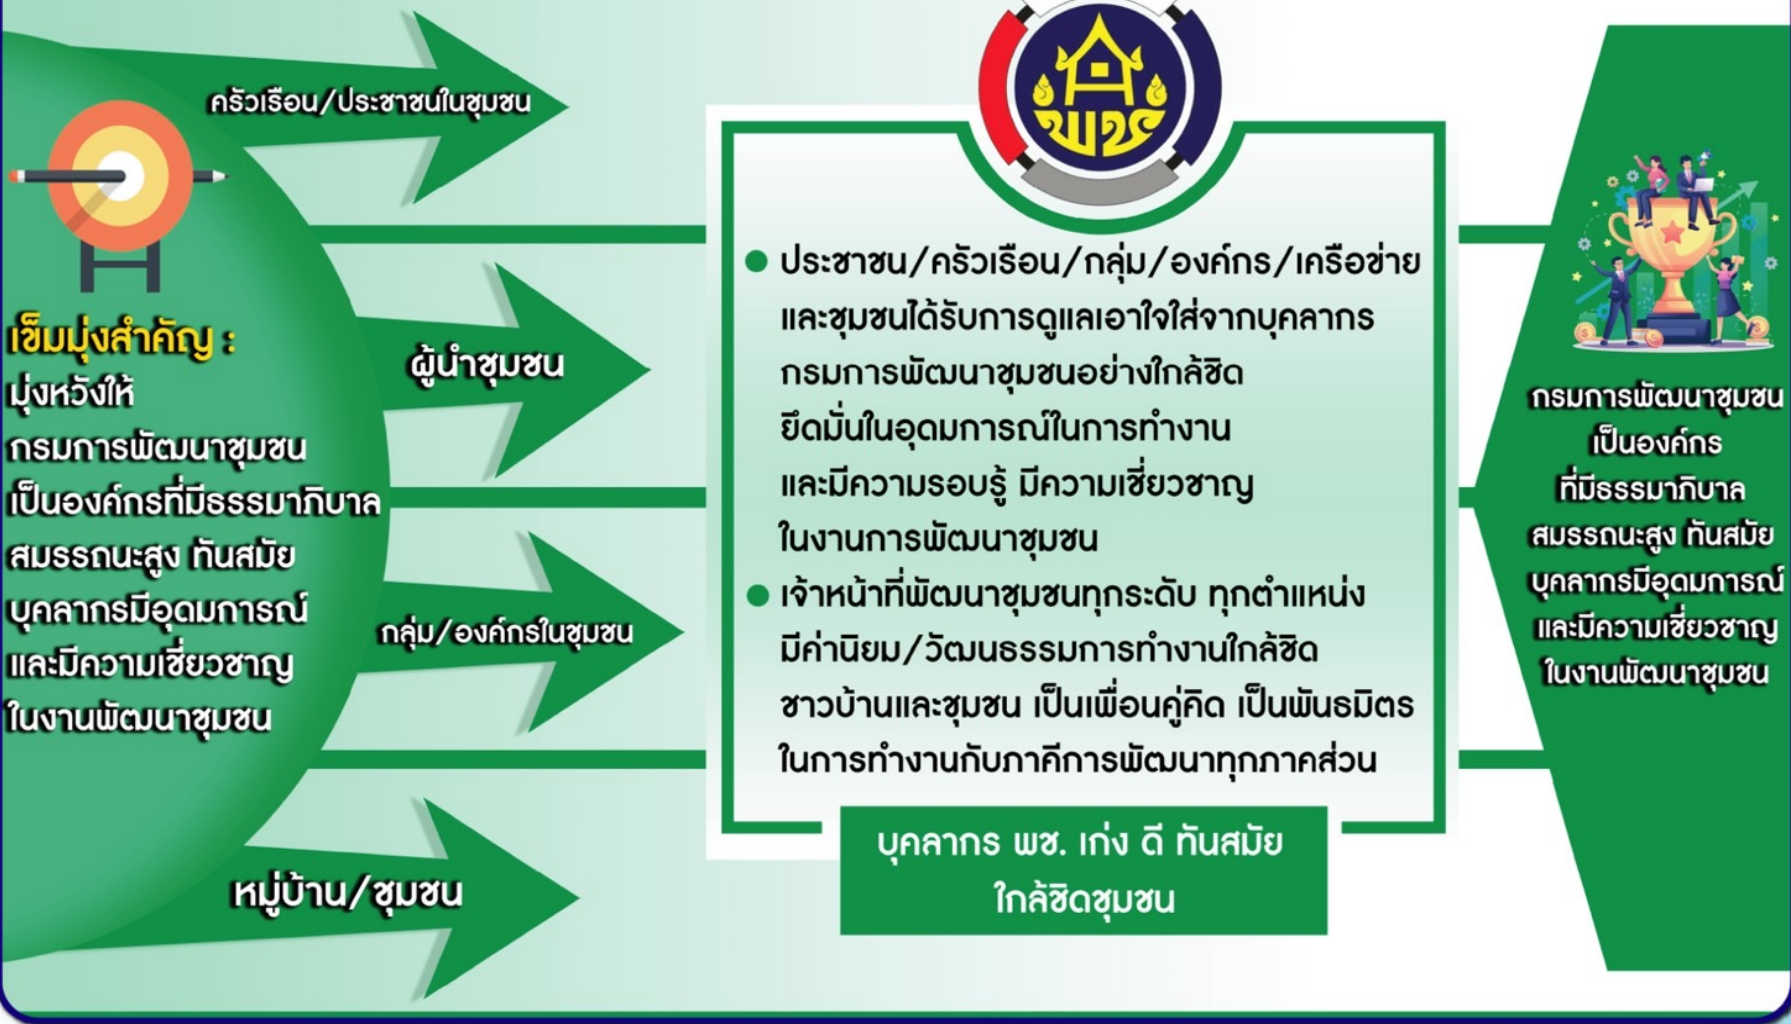 เข็มมุ่งสำคัญ :
มุ่งหวังให้
กรมการพัฒนาชุมชน
เป็นองค์กรที่มีธรรมาภิบาล
สมรรถนะสูง ทันสมัย
บุคลากรมีอุดมการณ์
และมีความเชี่ยวชาญ
ในงานพัฒนาชุมชน
ครัวเรือน/ประชาชนในชุมชน
ผู้นำชุมชน
กลุ่ม/องค์กรในชุมชน
หมู่บ้าน/ชุมชน
พช
● ประชาชน/ครัวเรือน/กลุ่ม/องค์กร/เครือข่าย
และชุมชนได้รับการดูแลเอาใจใส่จากบุคลากร
กรมการพัฒนาชุมชนอย่างใกล้ชิด
ยึดมั่นในอุดมการณ์ในการทำงาน
และมีความรอบรู้ มีความเชี่ยวชาญ
ในงานการพัฒนาชุมชน
● เจ้าหน้าที่พัฒนาชุมชนทุกระดับ ทุกตำแหน่ง
มีค่านิยม/วัฒนธรรมการทำงานใกล้ชิด
ชาวบ้านและชุมชน เป็นเพื่อนคู่คิด เป็นพันธมิตร
ในการทำงานกับภาคีการพัฒนาทุกภาคส่วน
บุคลากร พช. เก่ง ดี ทันสมัย
ใกล้ชิดชุมชน
กรมการพัฒนาชุมชน
เป็นองค์กร
ที่มีธรรมาภิบาล
สมรรถนะสูง ทันสมัย
บุคลากรมีอุดมการณ์
และมีความเชี่ยวชาญ
ในงานพัฒนาชุมชน